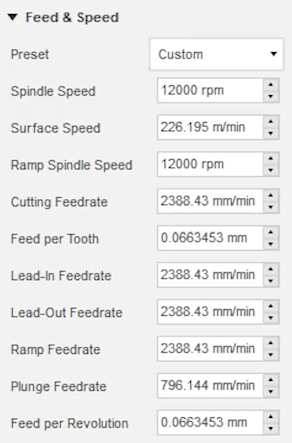 Feed & Speed
Preset Custom
Spindle Speed 12000 rpm
Surface Speed 226.195 m/min
Ramp Spindle Speed 12000 rpm
Cutting Feedrate 2388.43 mm/min
Feed per Tooth 0.0663453 mm
Lead-In Feedrate 2388.43 mm/min
Lead-Out Feedrate 2388.43 mm/min
Ramp Feedrate 2388.43 mm/min
Plunge Feedrate 796.144 mm/min
Feed per Revolution 0.0663453 mm